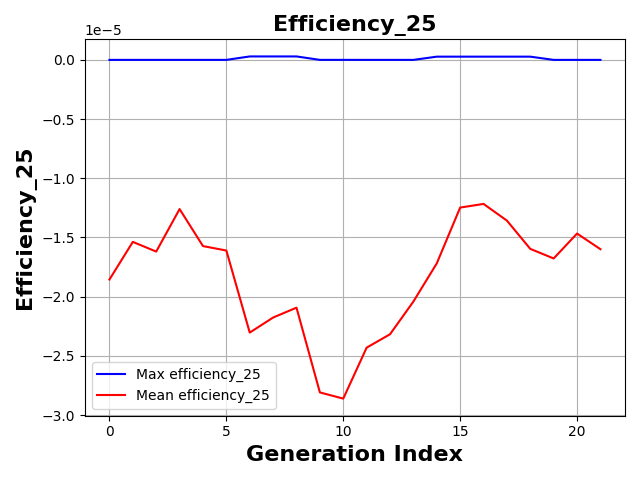 Efficiency_25
1e−5
0.0
−0.5
−1.0
−1.5
−2.0
−2.5
−3.0
Efficiency_25
Max efficiency_25
Mean efficiency_25
0 5 10 15 20
Generation Index